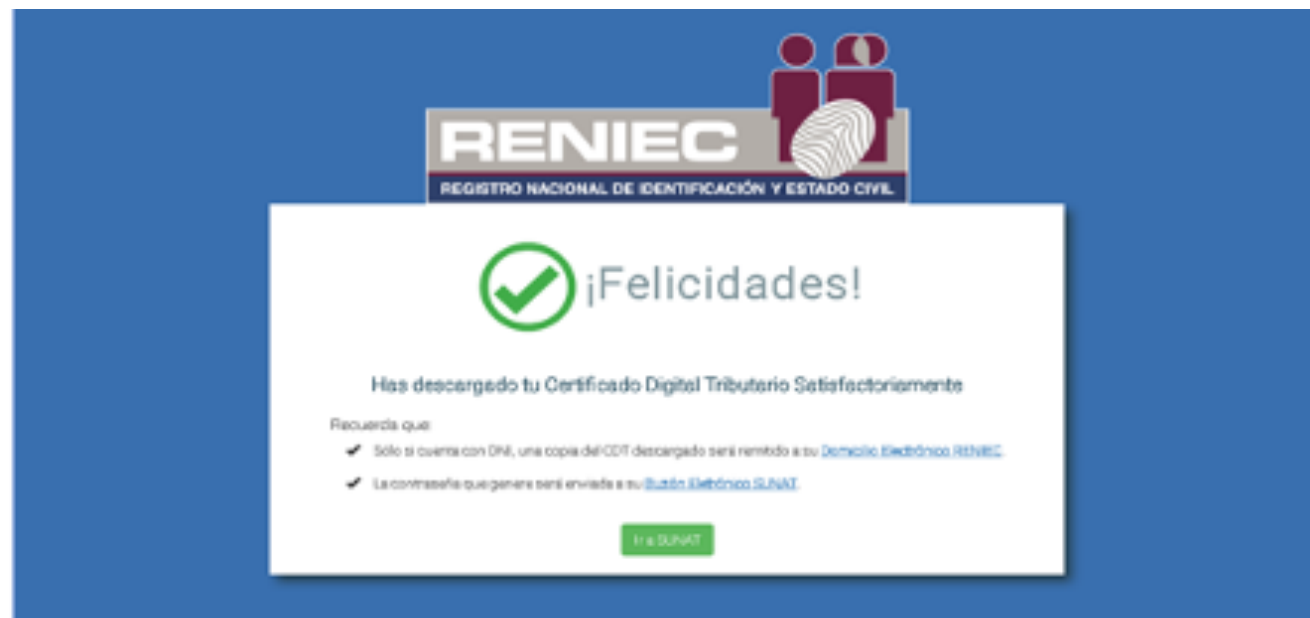 RENIEC
REGISTRO NACIONAL DE IDENTIFICACIÓN Y ESTADO CIVIL
¡Felicidades!
Has descargado tu Certificado Digital Tributario Satisfactoriamente
Recuerda que:
Sólo si cuenta con DNI, una copia del CDT descargado será remitido a su Domicilio Electrónico RENIEC.
La contraseña que genere será enviada a su Buzón Eletrónico SUNAT.
Ir a SUNAT